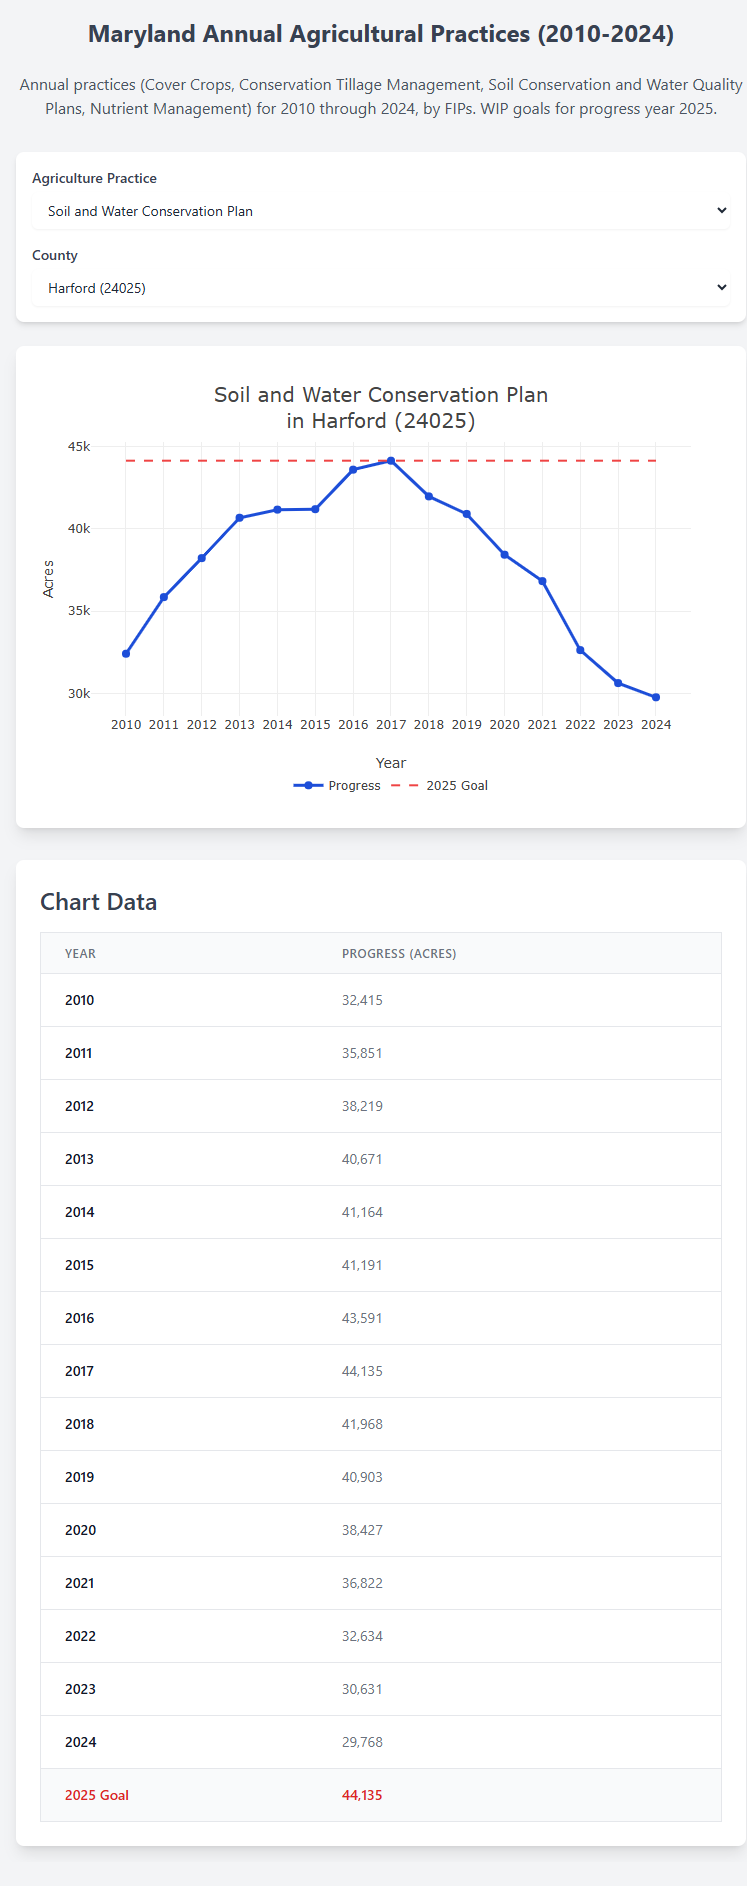 Maryland Annual Agricultural Practices (2010-2024)
Annual practices (Cover Crops, Conservation Tillage Management, Soil Conservation and Water Quality
Plans, Nutrient Management) for 2010 through 2024, by FIPs. WIP goals for progress year 2025.
Agriculture Practice
Soil and Water Conservation Plan
County
Harford (24025)
Soil and Water Conservation Plan
in Harford (24025)
45k
40k
35k
30k
Acres
2010 2011 2012 2013 2014 2015 2016 2017 2018 2019 2020 2021 2022 2023 2024
Year
Progress 2025 Goal
Chart Data
YEAR PROGRESS (ACRES)
2010 32,415
2011 35,851
2012 38,219
2013 40,671
2014 41,164
2015 41,191
2016 43,591
2017 44,135
2018 41,968
2019 40,903
2020 38,427
2021 36,822
2022 32,634
2023 30,631
2024 29,768
2025 Goal 44,135